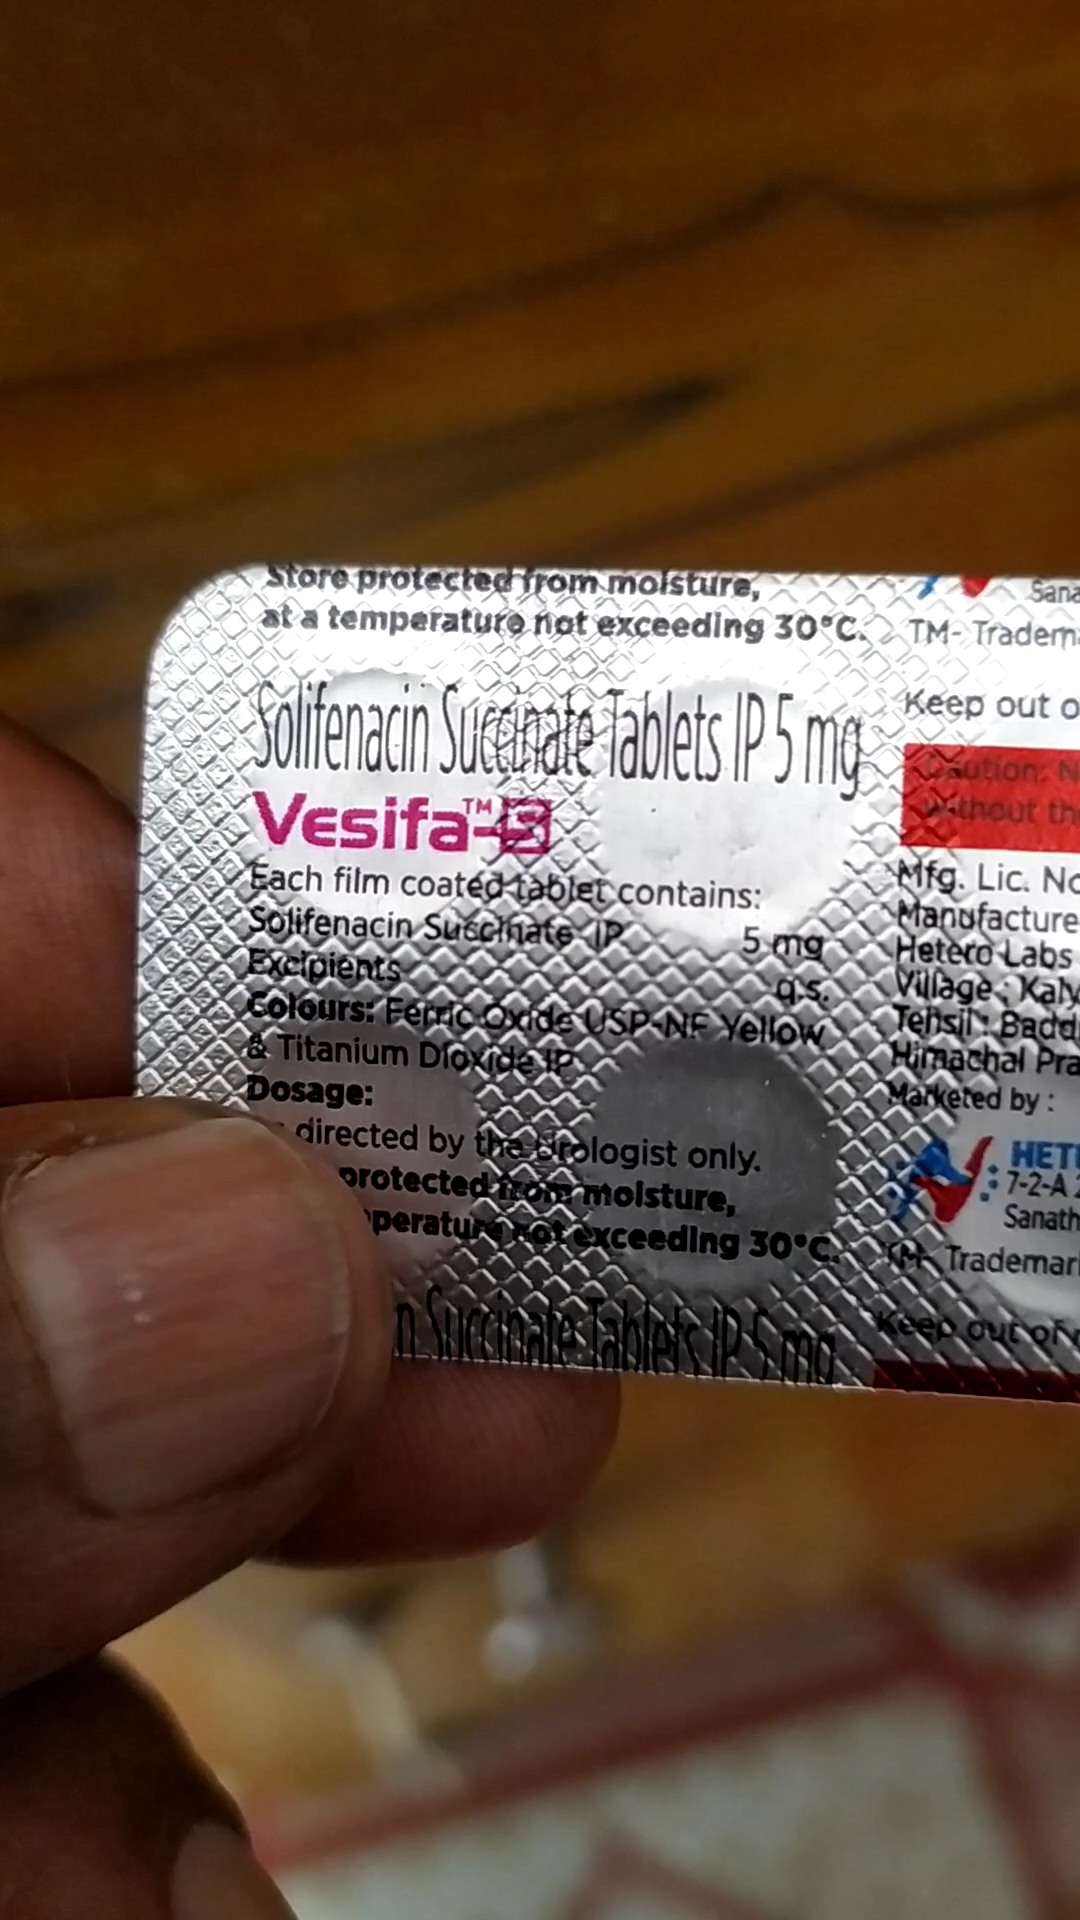 Store protected from moisture,
at a temperature not exceeding 30°C.
Solifenacin Succinate Tablets IP 5 mg
Vesifa™-5
Each film coated tablet contains:
Solifenacin Succinate IP 5 mg
Excipients q.s.
Colours: Ferric Oxide USP-NF Yellow
& Titanium Dioxide IP
Dosage:
directed by the Urologist only.
protected from moisture,
perature not exceeding 30°C.
n Succinate Tablets IP 5 mg
Sana
TM- Tradema
Keep out o
Caution: N
without th
Mfg. Lic. No
Manufacture
Hetero Labs
Village : Kaly
Tehsil : Badd
Himachal Pra
Marketed by :
HETE
7-2-A
Sanath
TM- Trademar
Keep out of